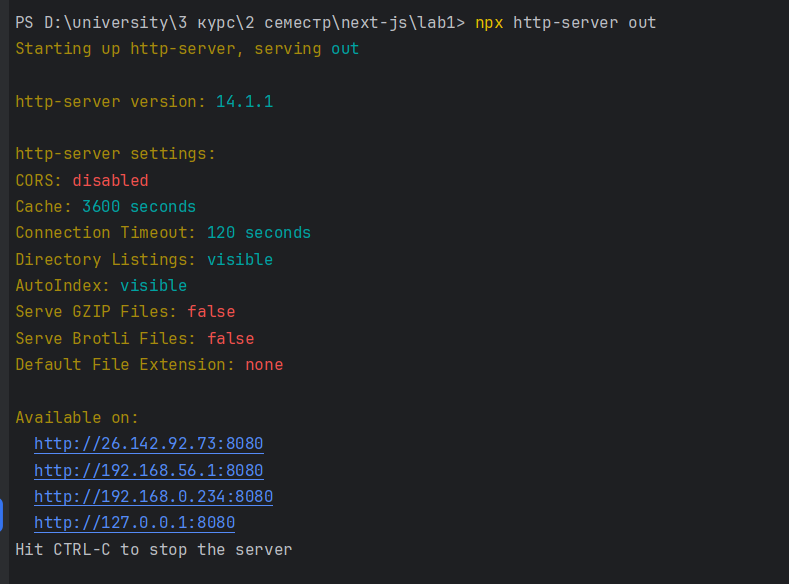 PS D:\university\3 курс\2 семестр\next-js\lab1> npx http-server out
Starting up http-server, serving out
http-server version: 14.1.1
http-server settings:
CORS: disabled
Cache: 3600 seconds
Connection Timeout: 120 seconds
Directory Listings: visible
AutoIndex: visible
Serve GZIP Files: false
Serve Brotli Files: false
Default File Extension: none
Available on:
http://26.142.92.73:8080
http://192.168.56.1:8080
http://192.168.0.234:8080
http://127.0.0.1:8080
Hit CTRL-C to stop the server